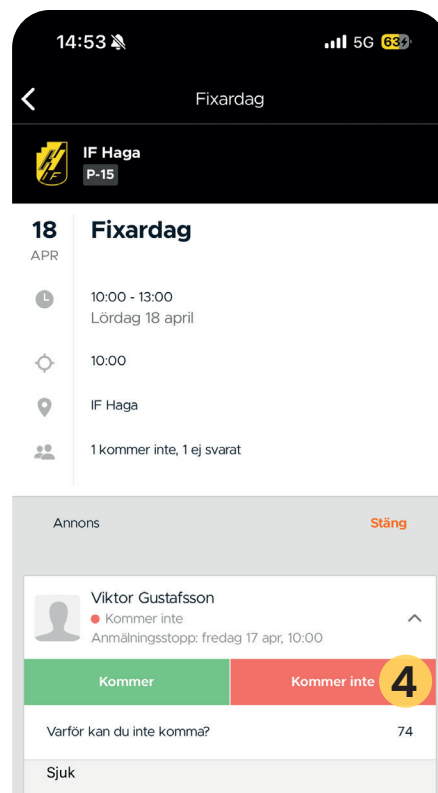 14:53 5G 63
Fixardag
IF Haga
P-15
18 Fixardag
APR
10:00 - 13:00
Lördag 18 april
10:00
IF Haga
1 kommer inte, 1 ej svarat
Annons Stäng
Viktor Gustafsson
Kommer inte
Anmälningsstopp: fredag 17 apr, 10:00
Kommer Kommer inte 4
Varför kan du inte komma? 74
Sjuk